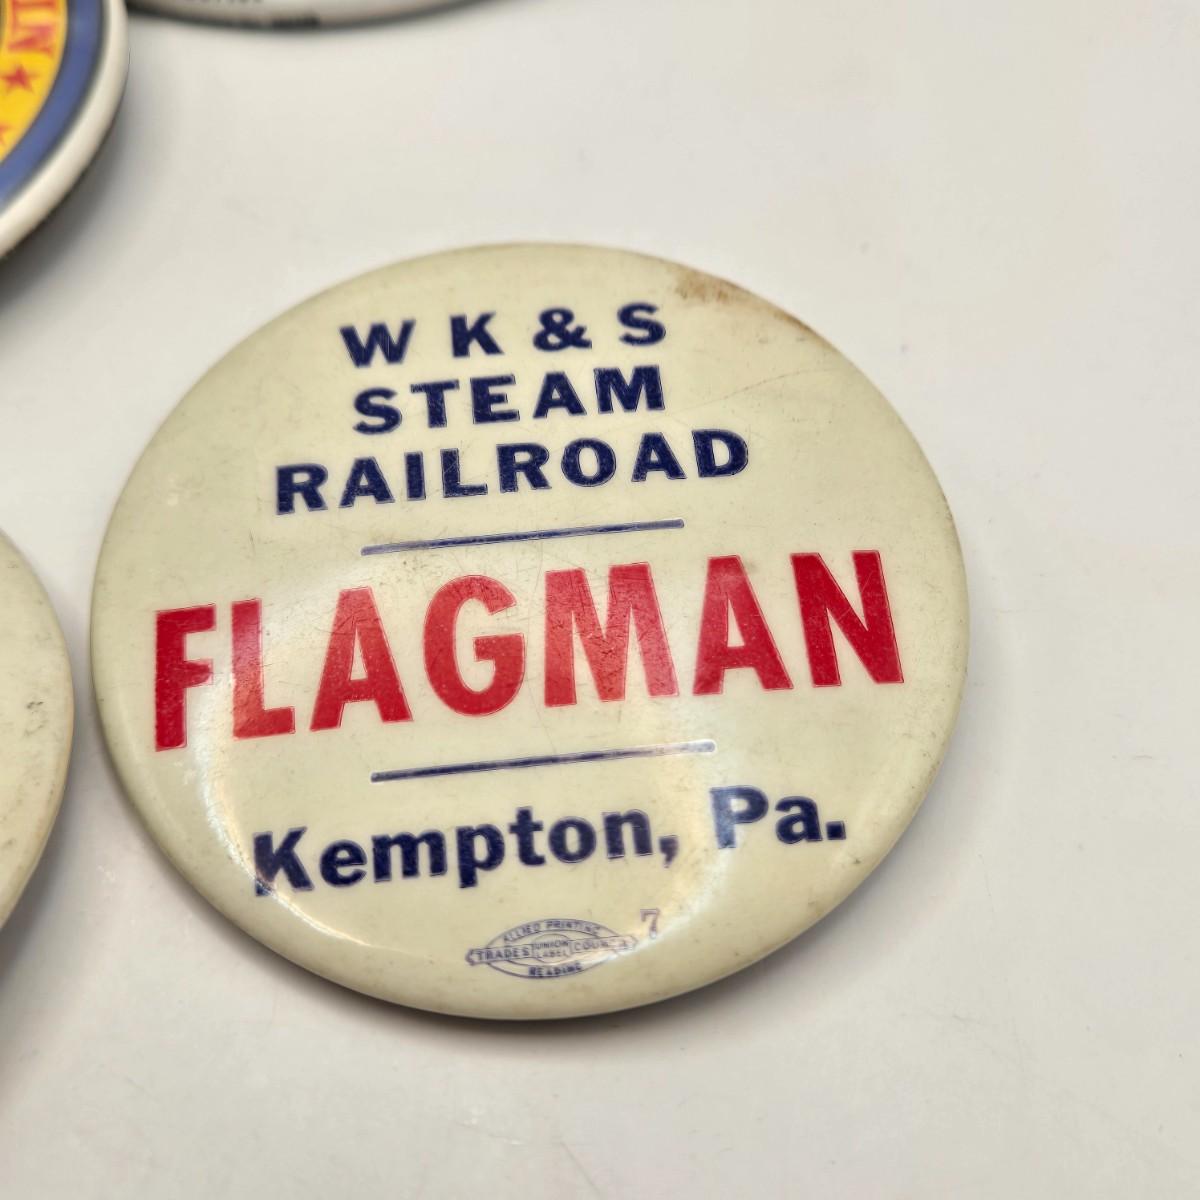 W K & S
STEAM
RAILROAD
FLAGMAN
Kempton, Pa.
ALLIED PRINTING
TRADES UNION LABEL COUNCIL
READING
7